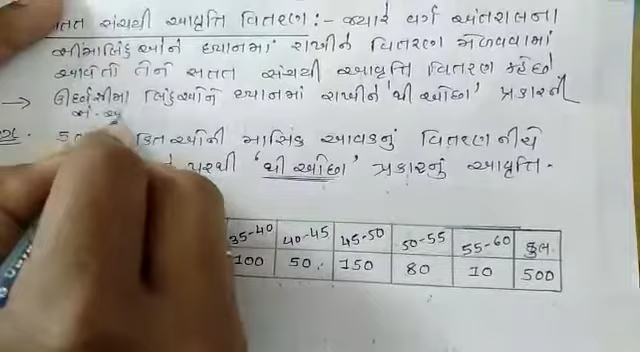 સતત સંચયી આવૃત્તિ વિતરણ :- જ્યારે વર્ગ અંતરાલના
સીમાબિંદુઓને ધ્યાનમાં રાખીને વિતરણ મેળવવામાં
આવેતો તેને સતત સંચયી આવૃત્તિ વિતરણ કહેછે
→ ઉર્ધ્વસીમા બિંદુઓને ધ્યાનમાં રાખીને 'થી ઓછા' પ્રકારની
સં.આ
માસિક આવકનું વિતરણ નીચે
પરથી 'થી ઓછા' પ્રકારનું આવૃત્તિ.
35-40 40-45 45-50 50-55 55-60 કુલ
100 50 150 80 10 500